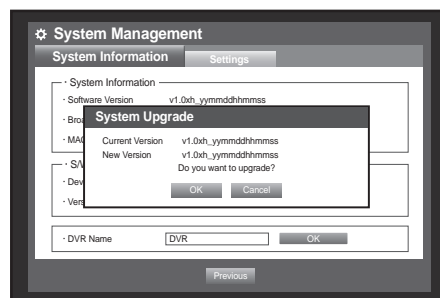 System Management
System Information
Settings
· System Information
· Software Version v1.0xh_yymmddhhmmss
· Broa
· MAC
System Upgrade
Current Version v1.0xh_yymmddhhmmss
New Version v1.0xh_yymmddhhmmss
Do you want to upgrade?
OK Cancel
· S/W
· Dev
· Vers
· DVR Name DVR OK
Previous